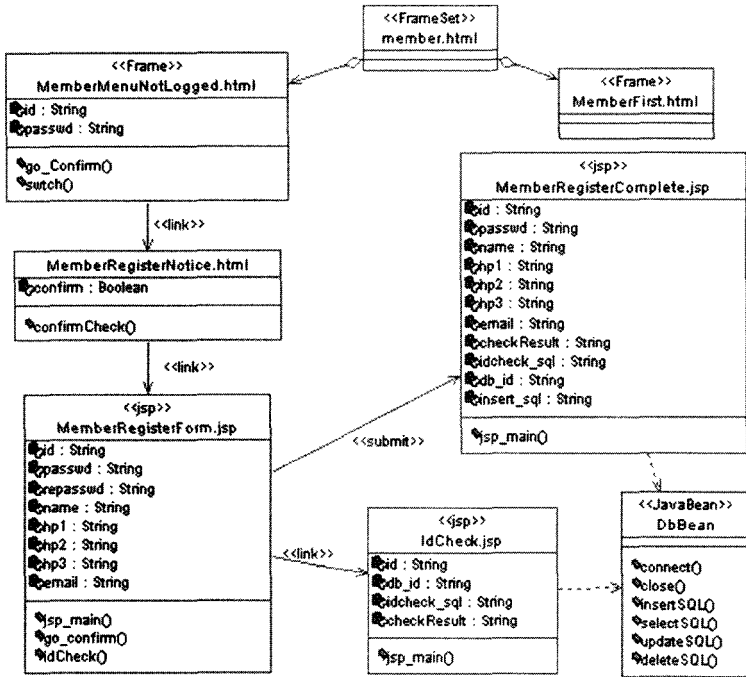 <<FrameSet>>
member.html
<<Frame>>
MemberMenuNotLogged.html
id : String
passwd : String
go_Confirm()
swtch()
<<Frame>>
MemberFirst.html
<<link>>
MemberRegisterNotice.html
confirm : Boolean
confirmCheck()
<<link>>
<<jsp>>
MemberRegisterForm.jsp
id : String
passwd : String
repasswd : String
name : String
hp1 : String
hp2 : String
hp3 : String
email : String
jsp_main()
go_confirm()
idCheck()
<<submit>>
<<link>>
<<jsp>>
MemberRegisterComplete.jsp
id : String
passwd : String
name : String
hp1 : String
hp2 : String
hp3 : String
email : String
checkResult : String
idcheck_sql : String
db_id : String
insert_sql : String
jsp_main()
<<jsp>>
IdCheck.jsp
id : String
db_id : String
idcheck_sql : String
checkResult : String
jsp_main()
<<JavaBean>>
DbBean
connect()
close()
insertSQL()
selectSQL()
updateSQL()
deleteSQL()